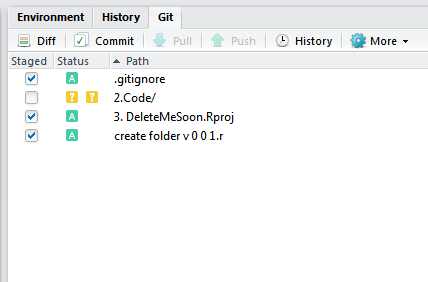 Environment History Git
Diff Commit Pull Push History More
Staged Status Path
A .gitignore
? ? 2.Code/
A 3. DeleteMeSoon.Rproj
A create folder v 0 0 1.r